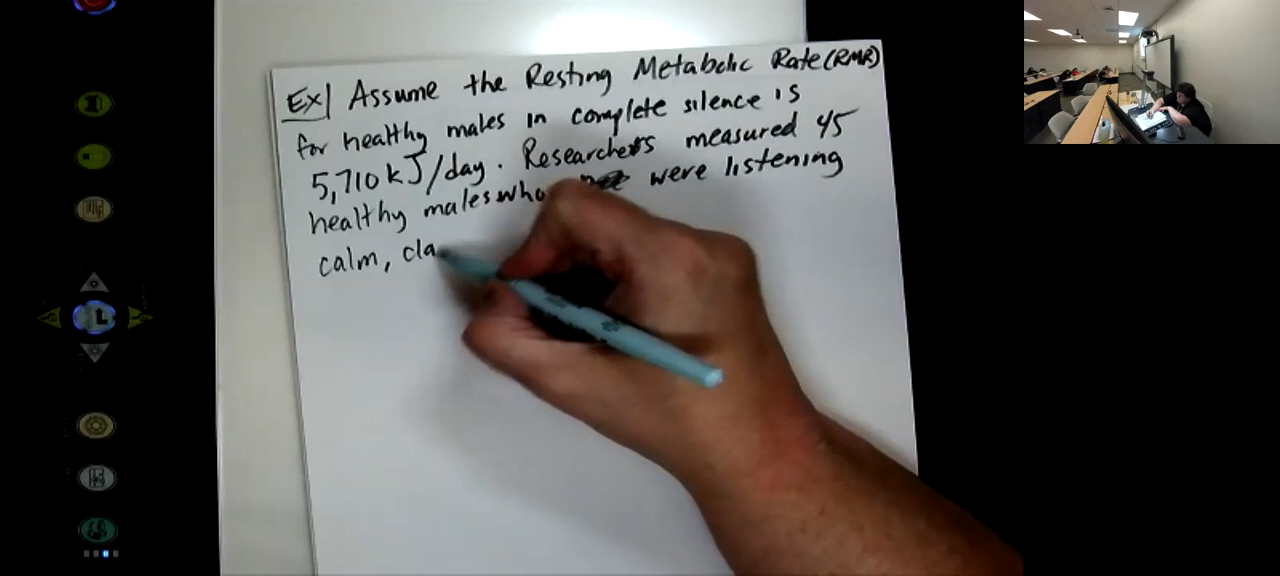 Ex| Assume the Resting Metabolic Rate (RMR)
for healthy males in complete silence is
5,710 kJ/day. Researchers measured 45
healthy males who were listening
calm, cla